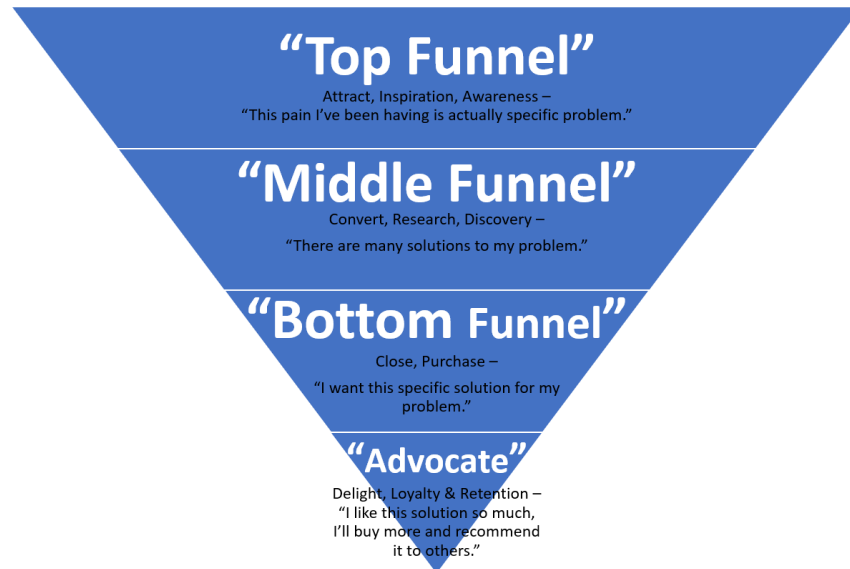 “Top Funnel”
Attract, Inspiration, Awareness –
“This pain I’ve been having is actually specific problem.”
“Middle Funnel”
Convert, Research, Discovery –
“There are many solutions to my problem.”
“Bottom Funnel”
Close, Purchase –
“I want this specific solution for my
problem.”
“Advocate”
Delight, Loyalty & Retention –
“I like this solution so much,
I’ll buy more and recommend
it to others.”